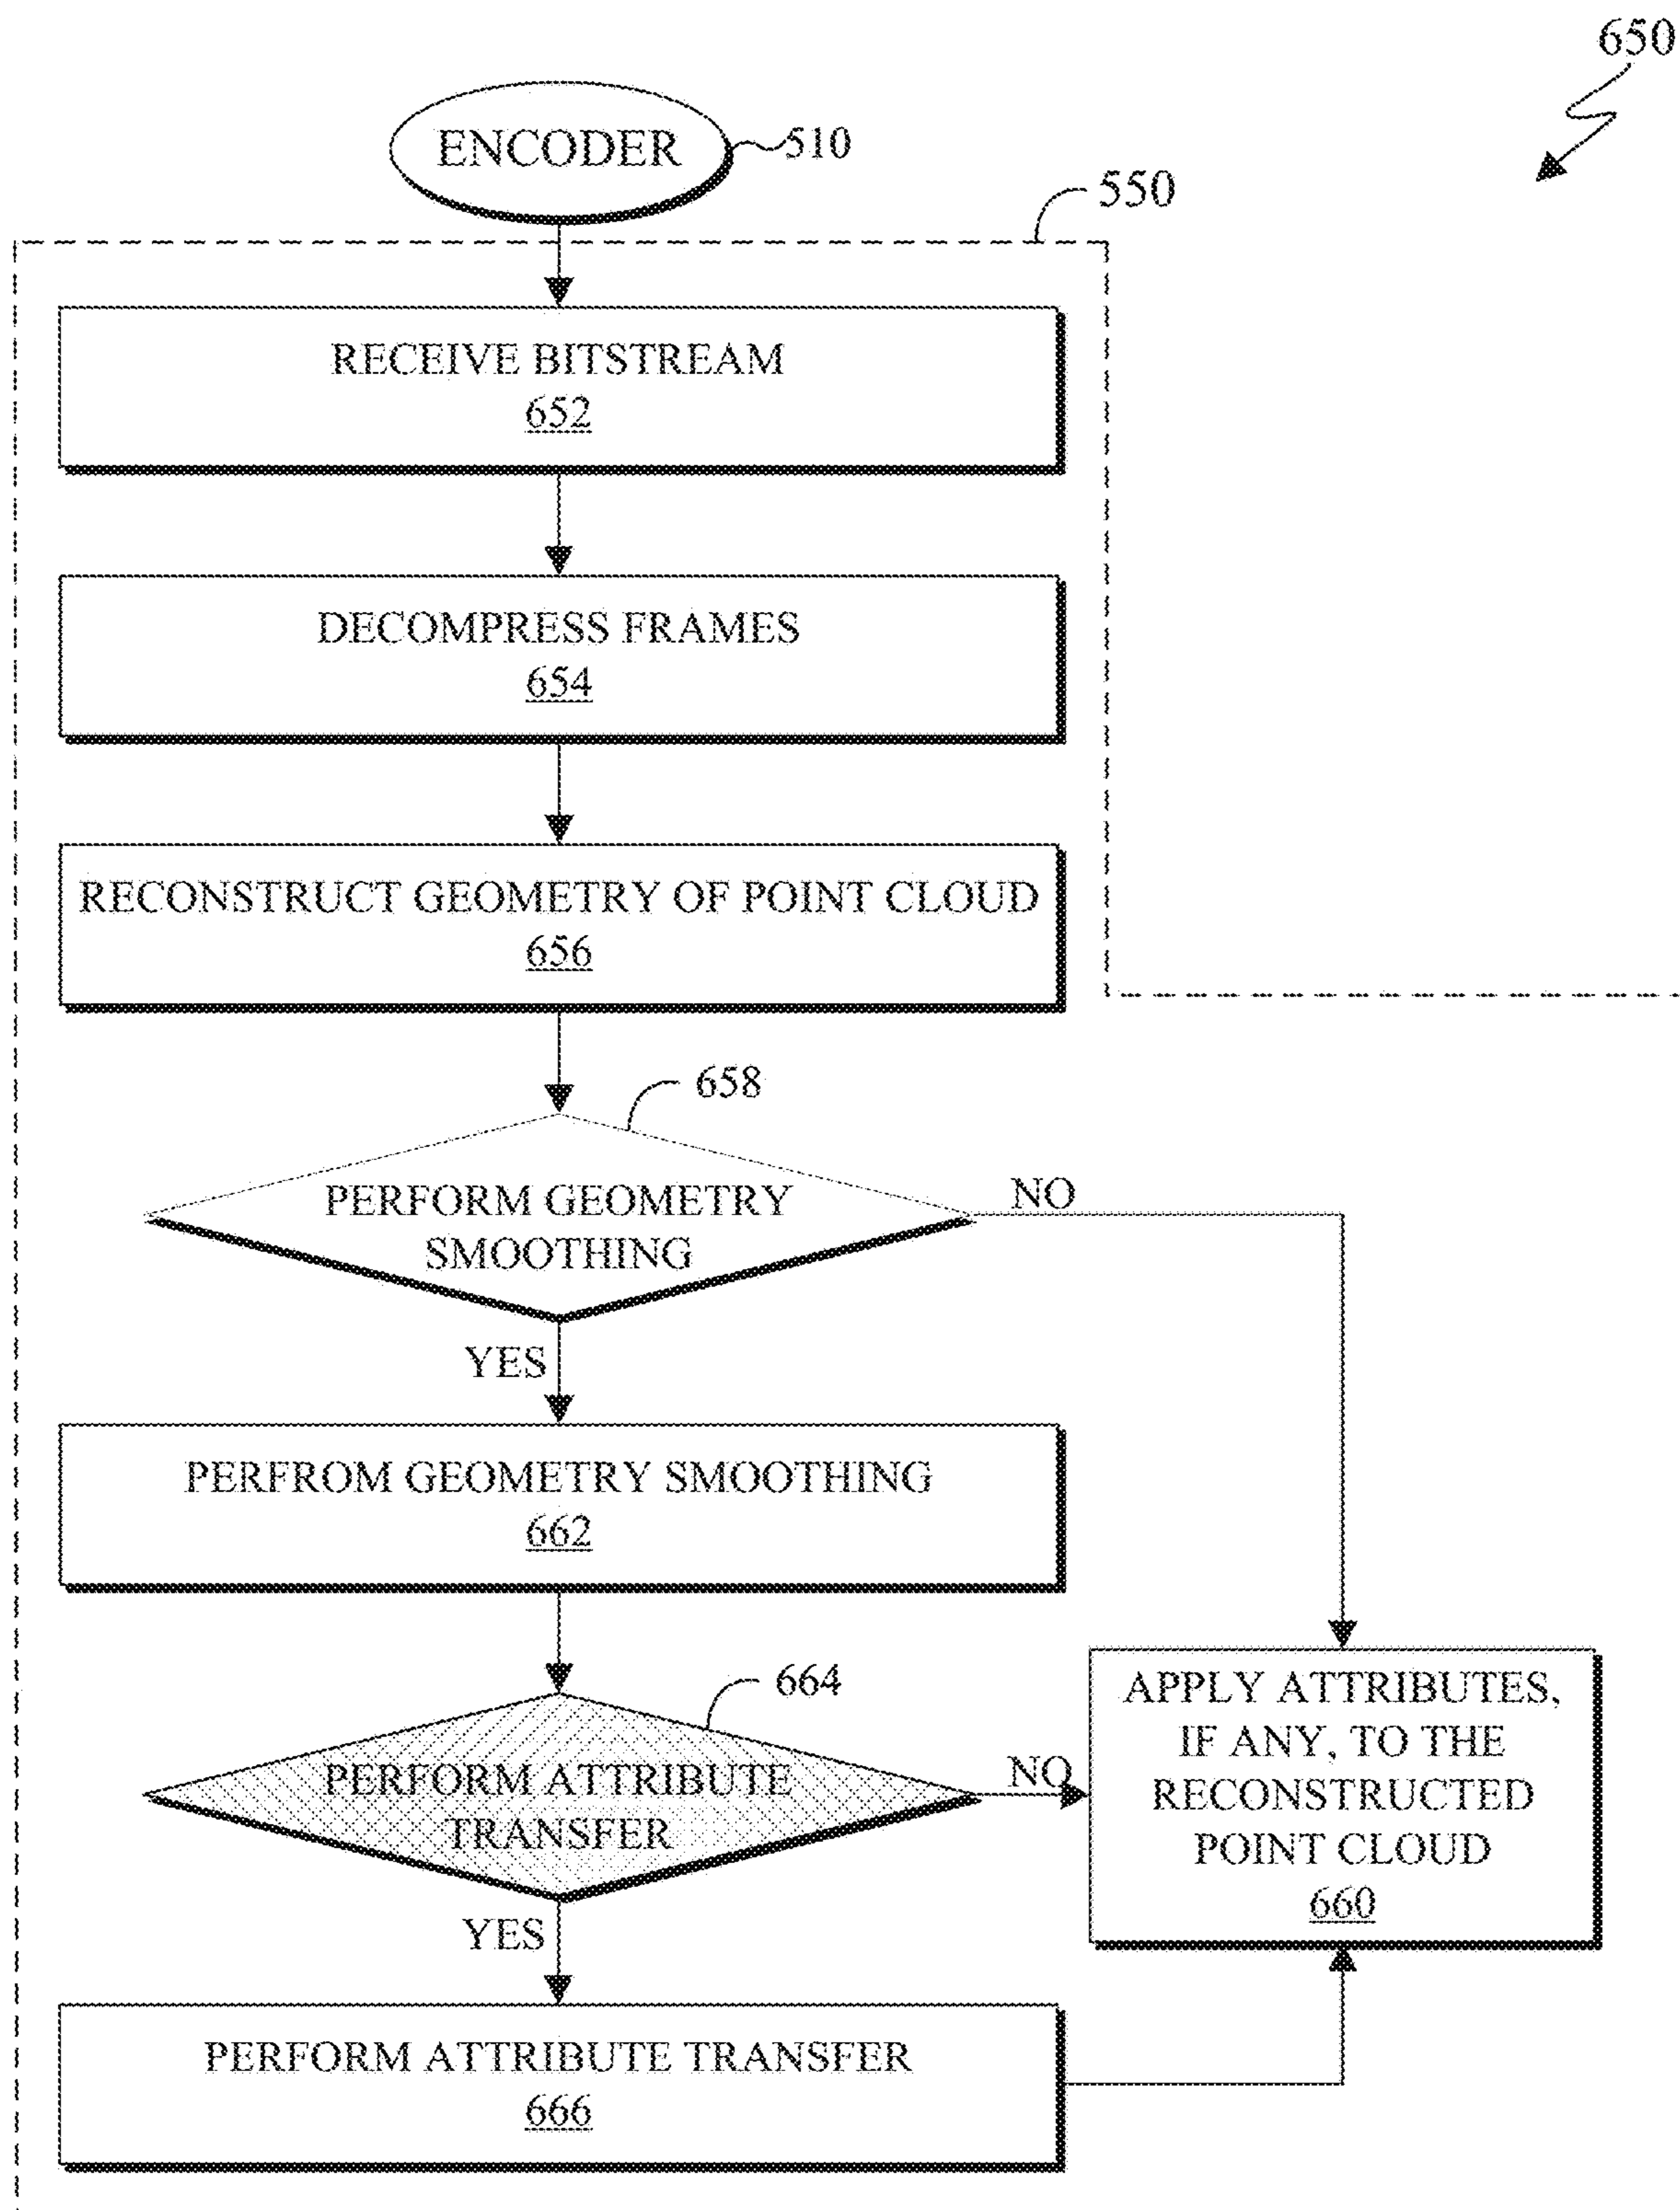 650
ENCODER
510
550
RECEIVE BITSTREAM
652
DECOMPRESS FRAMES
654
RECONSTRUCT GEOMETRY OF POINT CLOUD
656
658
PERFORM GEOMETRY
SMOOTHING
NO
YES
PERFROM GEOMETRY SMOOTHING
662
664
PERFORM ATTRIBUTE
TRANSFER
NO
YES
APPLY ATTRIBUTES,
IF ANY, TO THE
RECONSTRUCTED
POINT CLOUD
660
PERFORM ATTRIBUTE TRANSFER
666